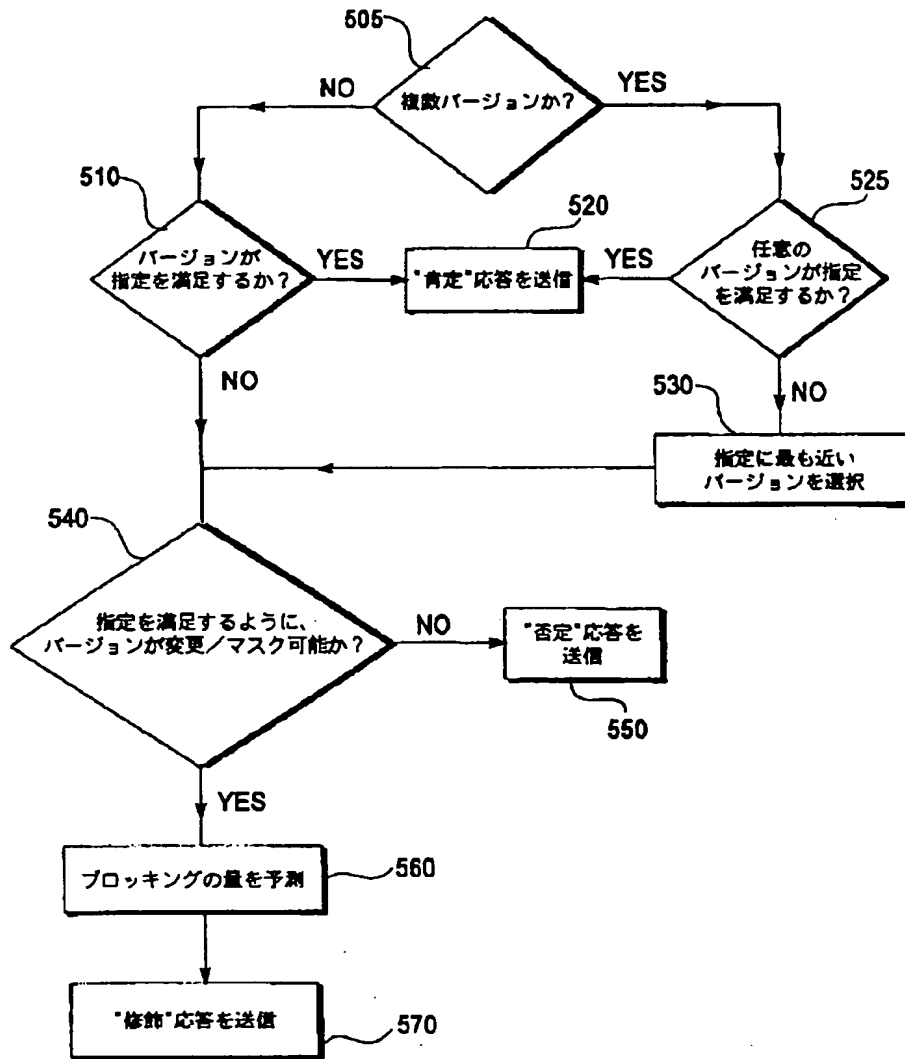 505
複数バージョンか?
NO
YES
510
バージョンが
指定を満足するか?
YES
520
"肯定"応答を送信
YES
525
任意の
バージョンが指定
を満足するか?
NO
NO
530
指定に最も近い
バージョンを選択
540
指定を満足するように、
バージョンが変更/マスク可能か?
NO
"否定"応答を
送信
550
YES
ブロッキングの量を予測
560
"修飾"応答を送信
570